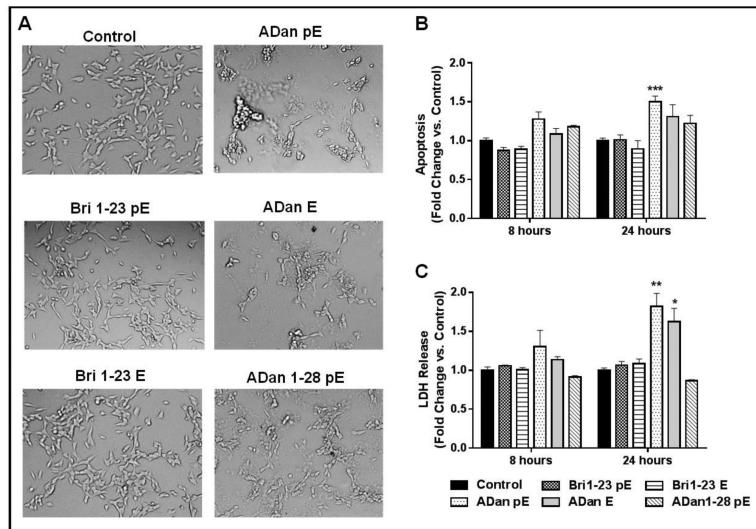 A
Control
ADan pE
Bri 1-23 pE
ADan E
Bri 1-23 E
ADan 1-28 pE
B
Apoptosis
(Fold Change vs. Control)
2.0
1.5
1.0
0.5
0.0
***
8 hours
24 hours
C
LDH Release
(Fold Change vs. Control)
2.0
1.5
1.0
0.5
0.0
**
*
8 hours
24 hours
Control
Bri1-23 pE
Bri1-23 E
ADan pE
ADan E
ADan1-28 pE